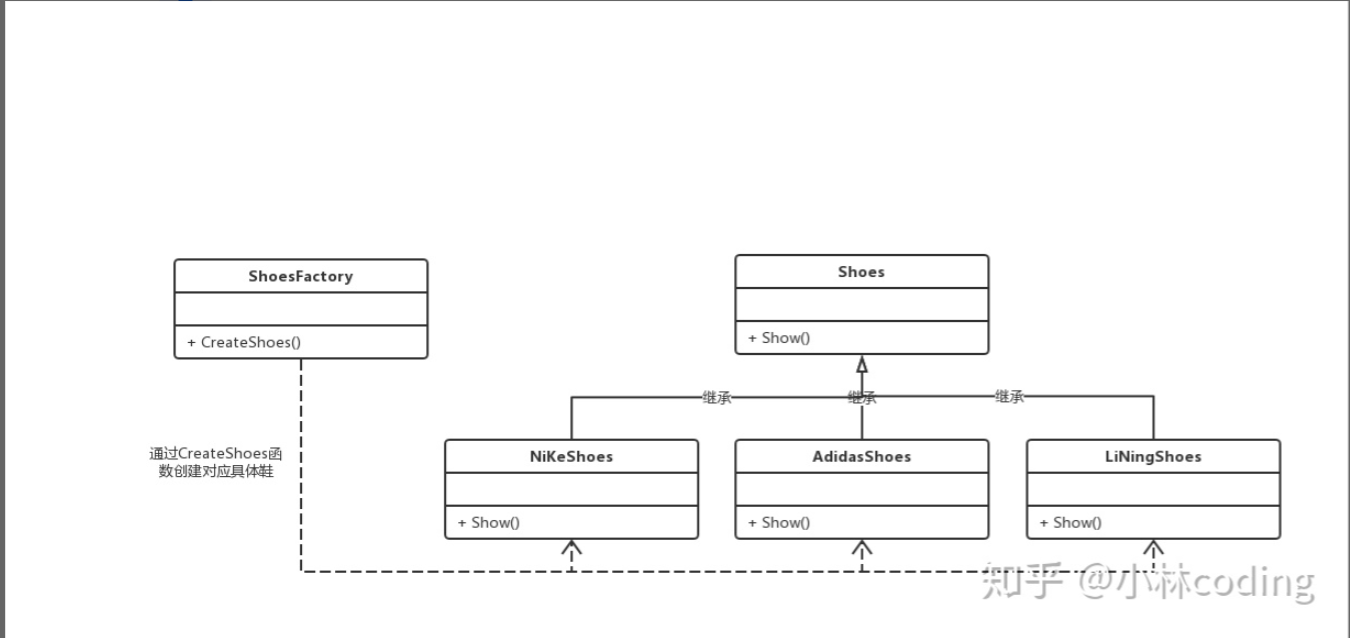 ShoesFactory
+ CreateShoes()
Shoes
+ Show()
继承
继承
继承
通过CreateShoes函
数创建对应具体鞋
NiKeShoes
+ Show()
AdidasShoes
+ Show()
LiNingShoes
+ Show()
知乎 @小林coding